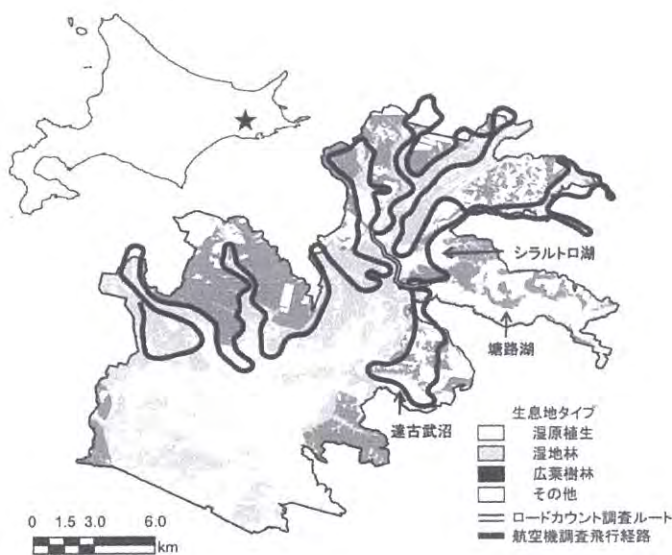 シラルトロ湖
塘路湖
達古武沼
生息地タイプ
湿原植生
湿地林
広葉樹林
その他
ロードカウント調査ルート
航空機調査飛行経路
0 1.5 3.0 6.0
km